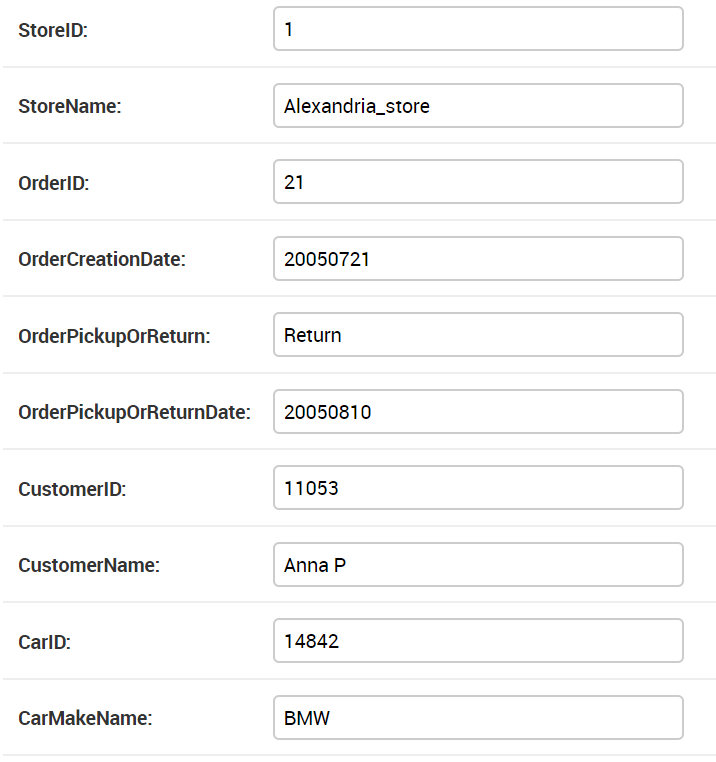 StoreID: 1
StoreName: Alexandria_store
OrderID: 21
OrderCreationDate: 20050721
OrderPickupOrReturn: Return
OrderPickupOrReturnDate: 20050810
CustomerID: 11053
CustomerName: Anna P
CarID: 14842
CarMakeName: BMW